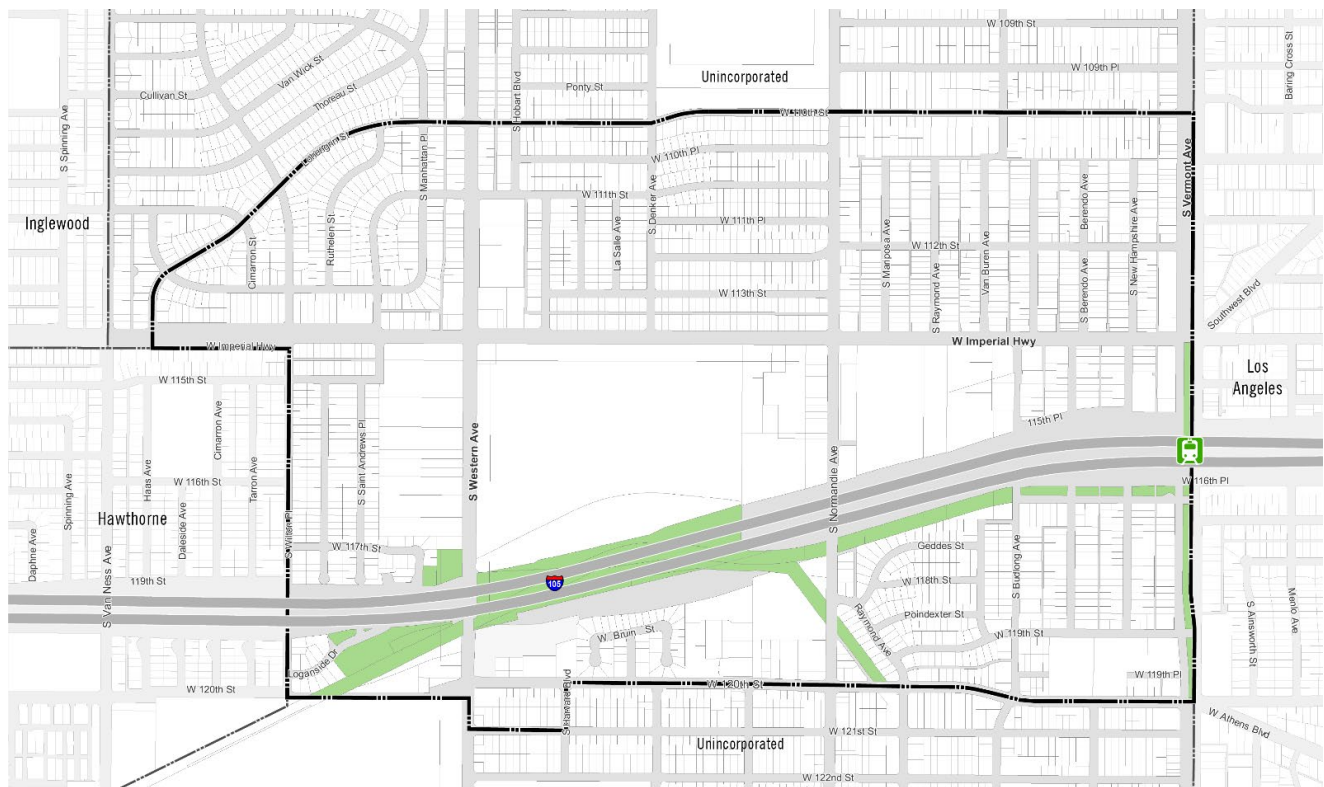 W 109th St
Baring Cross St
Van Wick St
Unincorporated
W 109th Pl
Cullivan St
Thoreau St
S Hobart Blvd
Ponty St
S Spinning Ave
W 110th St
Lohengrin St
S Manhattan Pl
W 110th Pl
S Vermont Ave
W 111th St
S Denker Ave
Inglewood
Ruthelen St
Cimarron St
La Salle Ave
W 111th Pl
S Mariposa Ave
W 112th St
Berendo Ave
Van Buren Ave
S New Hampshire Ave
S Raymond Ave
S Berendo Ave
W 113th St
Southwest Blvd
W Imperial Hwy
W Imperial Hwy
Los
Angeles
W 115th St
115th Pl
Cimarron Ave
S Saint Andrews Pl
S Western Ave
S Normandie Ave
Haas Ave
W 116th St
Tarron Ave
W 116th Pl
Spinning Ave
Hawthorne
Daleside Ave
S Wilton Pl
W 117th St
Daphne Ave
S Van Ness Ave
119th St
105
Geddes St
W 118th St
S Budlong Ave
Poindexter St
Raymond Ave
W 119th St
S Ainsworth St
Menlo Ave
W Bruin St
Loganside Dr
W 119th Pl
W 120th St
W 120th St
W Athens Blvd
Unincorporated
W 121st St
W 122nd St